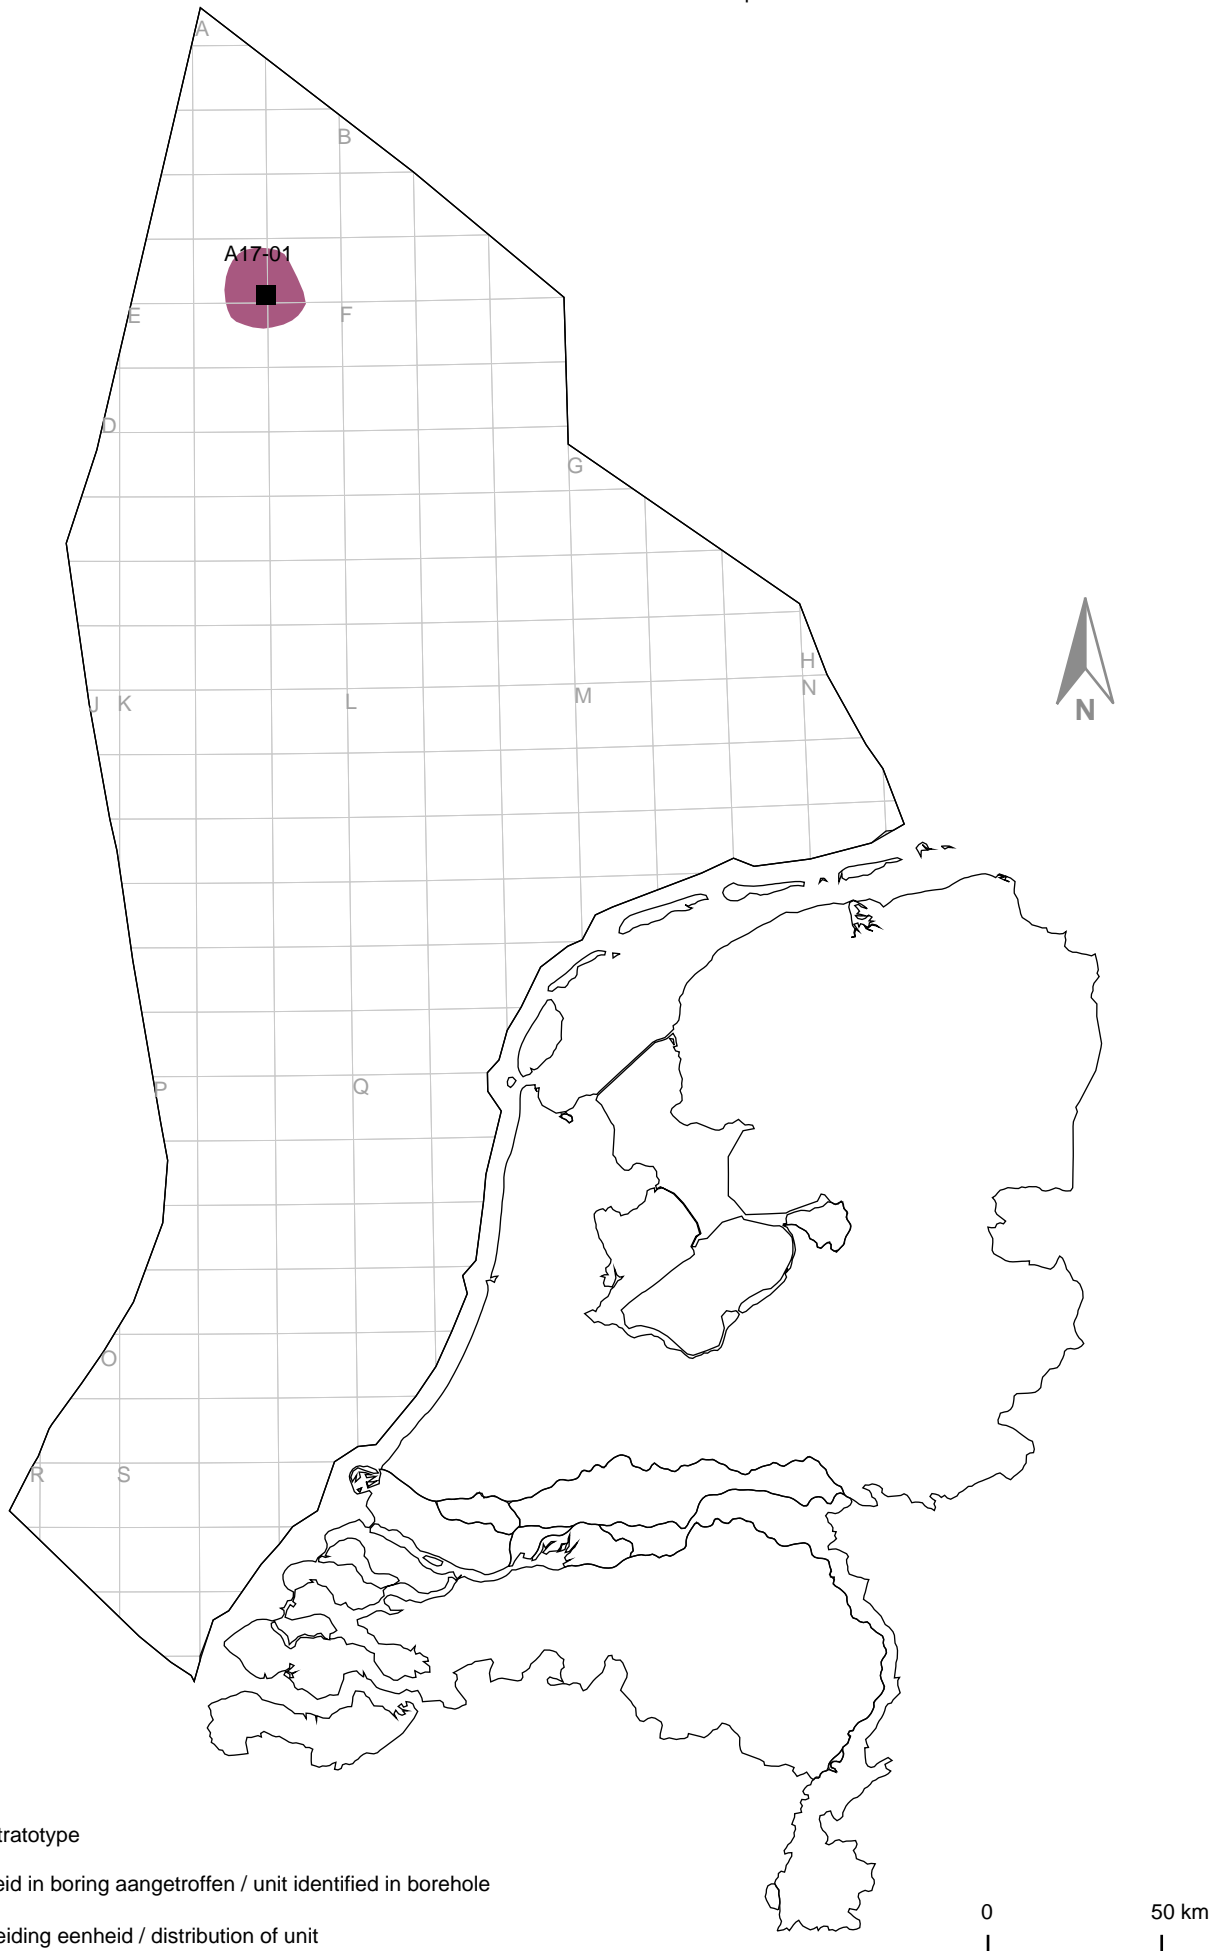 A
B
A17-01
E
F
D
G
H
N
J
K
L
M
N
P
Q
O
R
S
tratotype
eid in boring aangetroffen / unit identified in borehole
eiding eenheid / distribution of unit
0
50 km